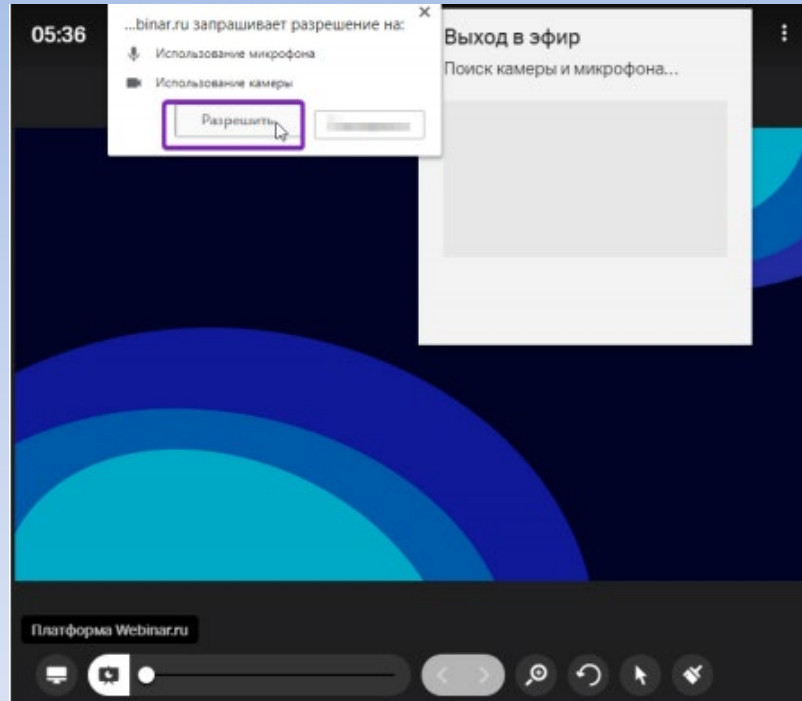 05:36
...binar.ru запрашивает разрешение на:
Использование микрофона
Использование камеры
Разрешить
Выход в эфир
Поиск камеры и микрофона...
Платформа Webinar.ru